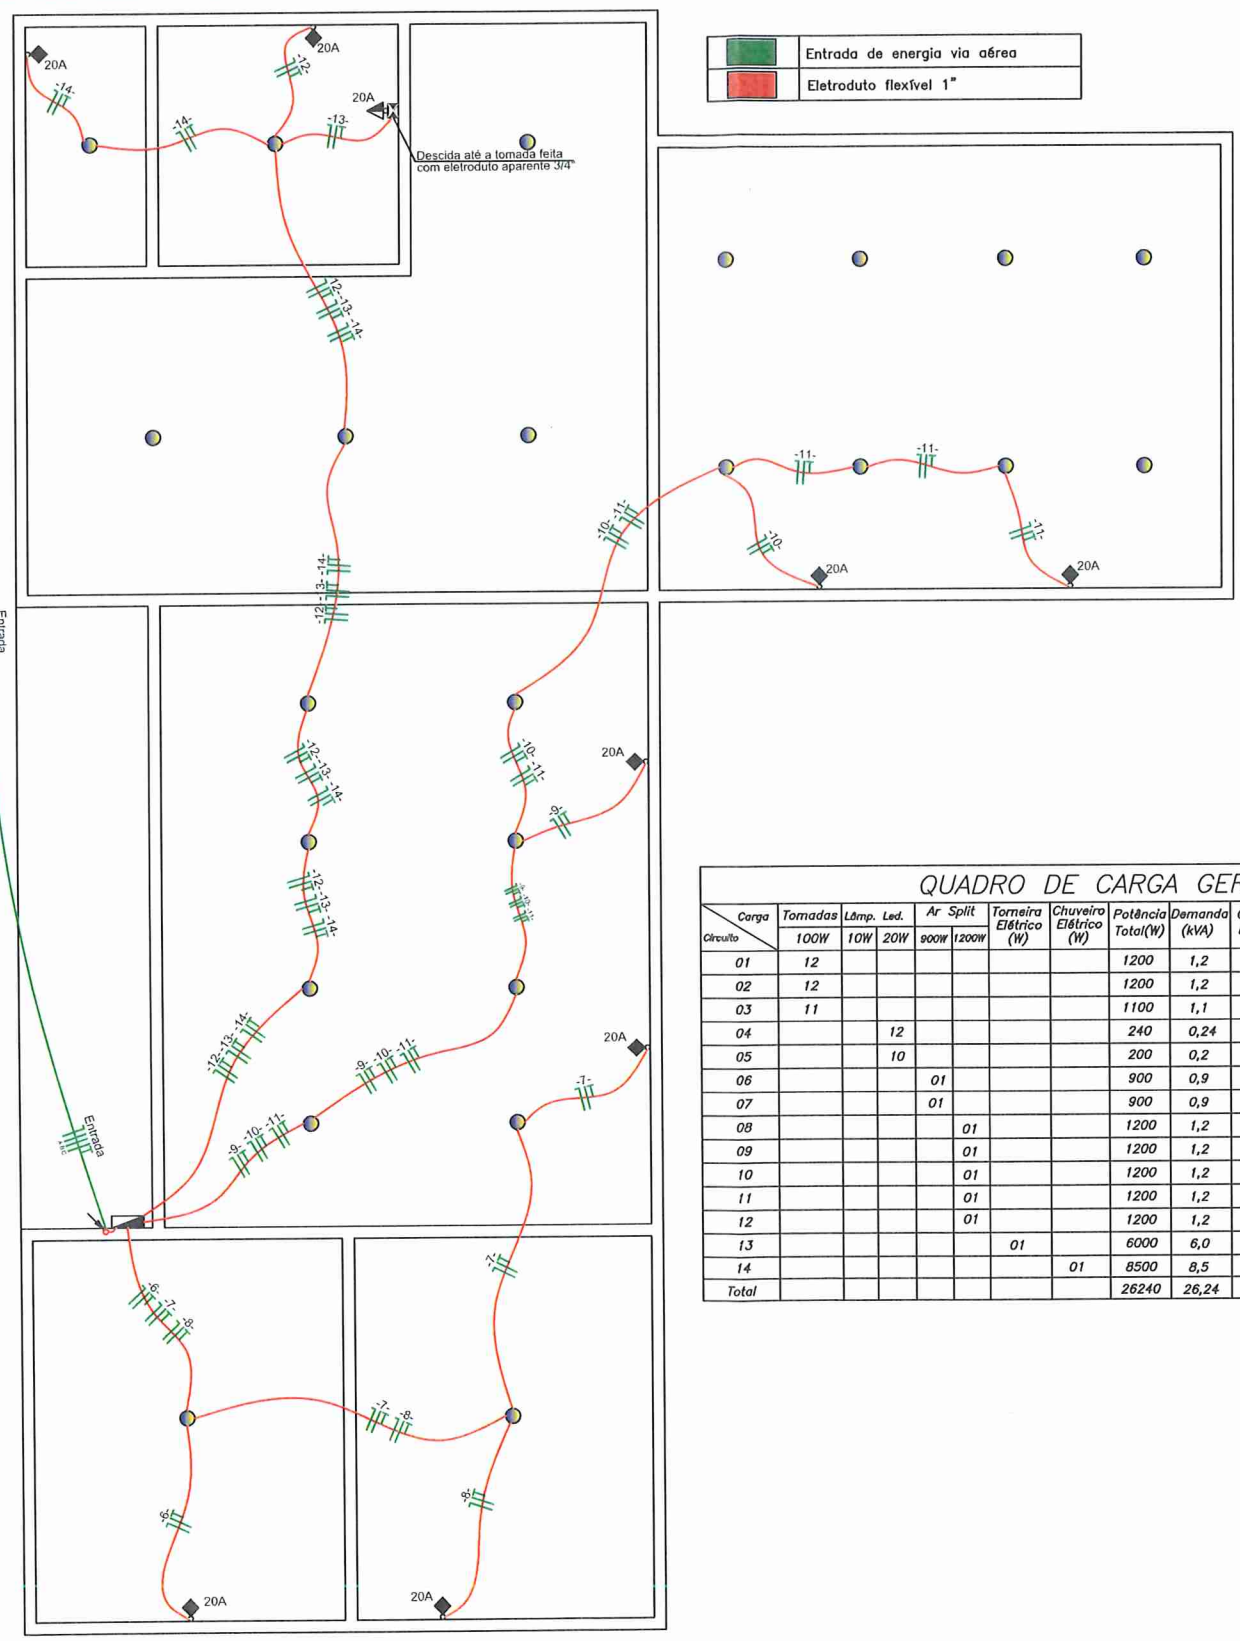 Entrada de energia via aérea
Eletroduto flexível 1"
20A
-14-
20A
-12-
20A
-14-
-13-
Descida até a tomada feita
com eletroduto aparente 3/4"
-12-
-13-
-14-
-11-
-11-
-10-
-11-
-10-
20A
-11-
20A
-14-
-13-
-12-
Entrada
-12-
-13-
-14-
-10-
-11-
20A
-9-
-12-
-13-
-14-
-12-
-13-
-14-
-9-
-10-
-11-
20A
-7-
-9-
-10-
-11-
Entrada
A B C
-7-
-6-
-7-
-8-
-7-
-8-
-6-
-8-
20A
20A
QUADRO DE CARGA GER
Carga
Circuito
Tomadas Lâmp. Led. Ar Split Torneira Elétrico (W) Chuveiro Elétrico (W) Potência Total(W) Demanda (kVA)
100W 10W 20W 900W 1200W
01 12 1200 1,2
02 12 1200 1,2
03 11 1100 1,1
04 12 240 0,24
05 10 200 0,2
06 01 900 0,9
07 01 900 0,9
08 01 1200 1,2
09 01 1200 1,2
10 01 1200 1,2
11 01 1200 1,2
12 01 1200 1,2
13 01 6000 6,0
14 01 8500 8,5
Total 26240 26,24